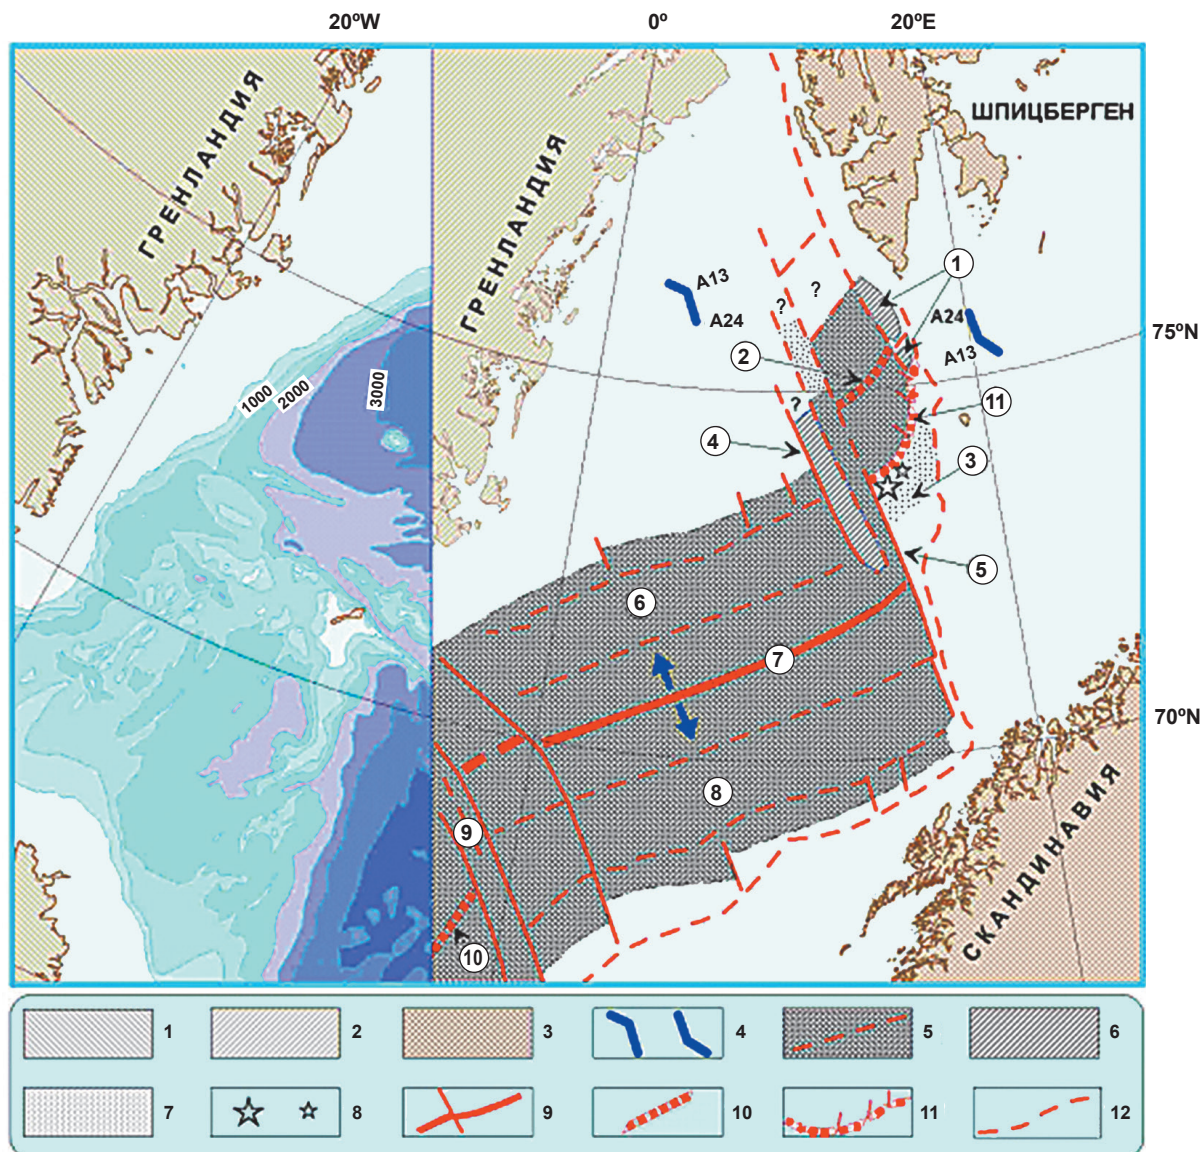 20ºW 0º 20ºE
ШПИЦБЕРГЕН
ГРЕНЛАНДИЯ
ГРЕНЛАНДИЯ
1
A13
?
?
A24
A24
75ºN
A13
2
3000
2000
1000
?
11
4
3
5
6
7
70ºN
8
9
СКАНДИНАВИЯ
10
1 2 3 4 5 6
7 8 9 10 11 12